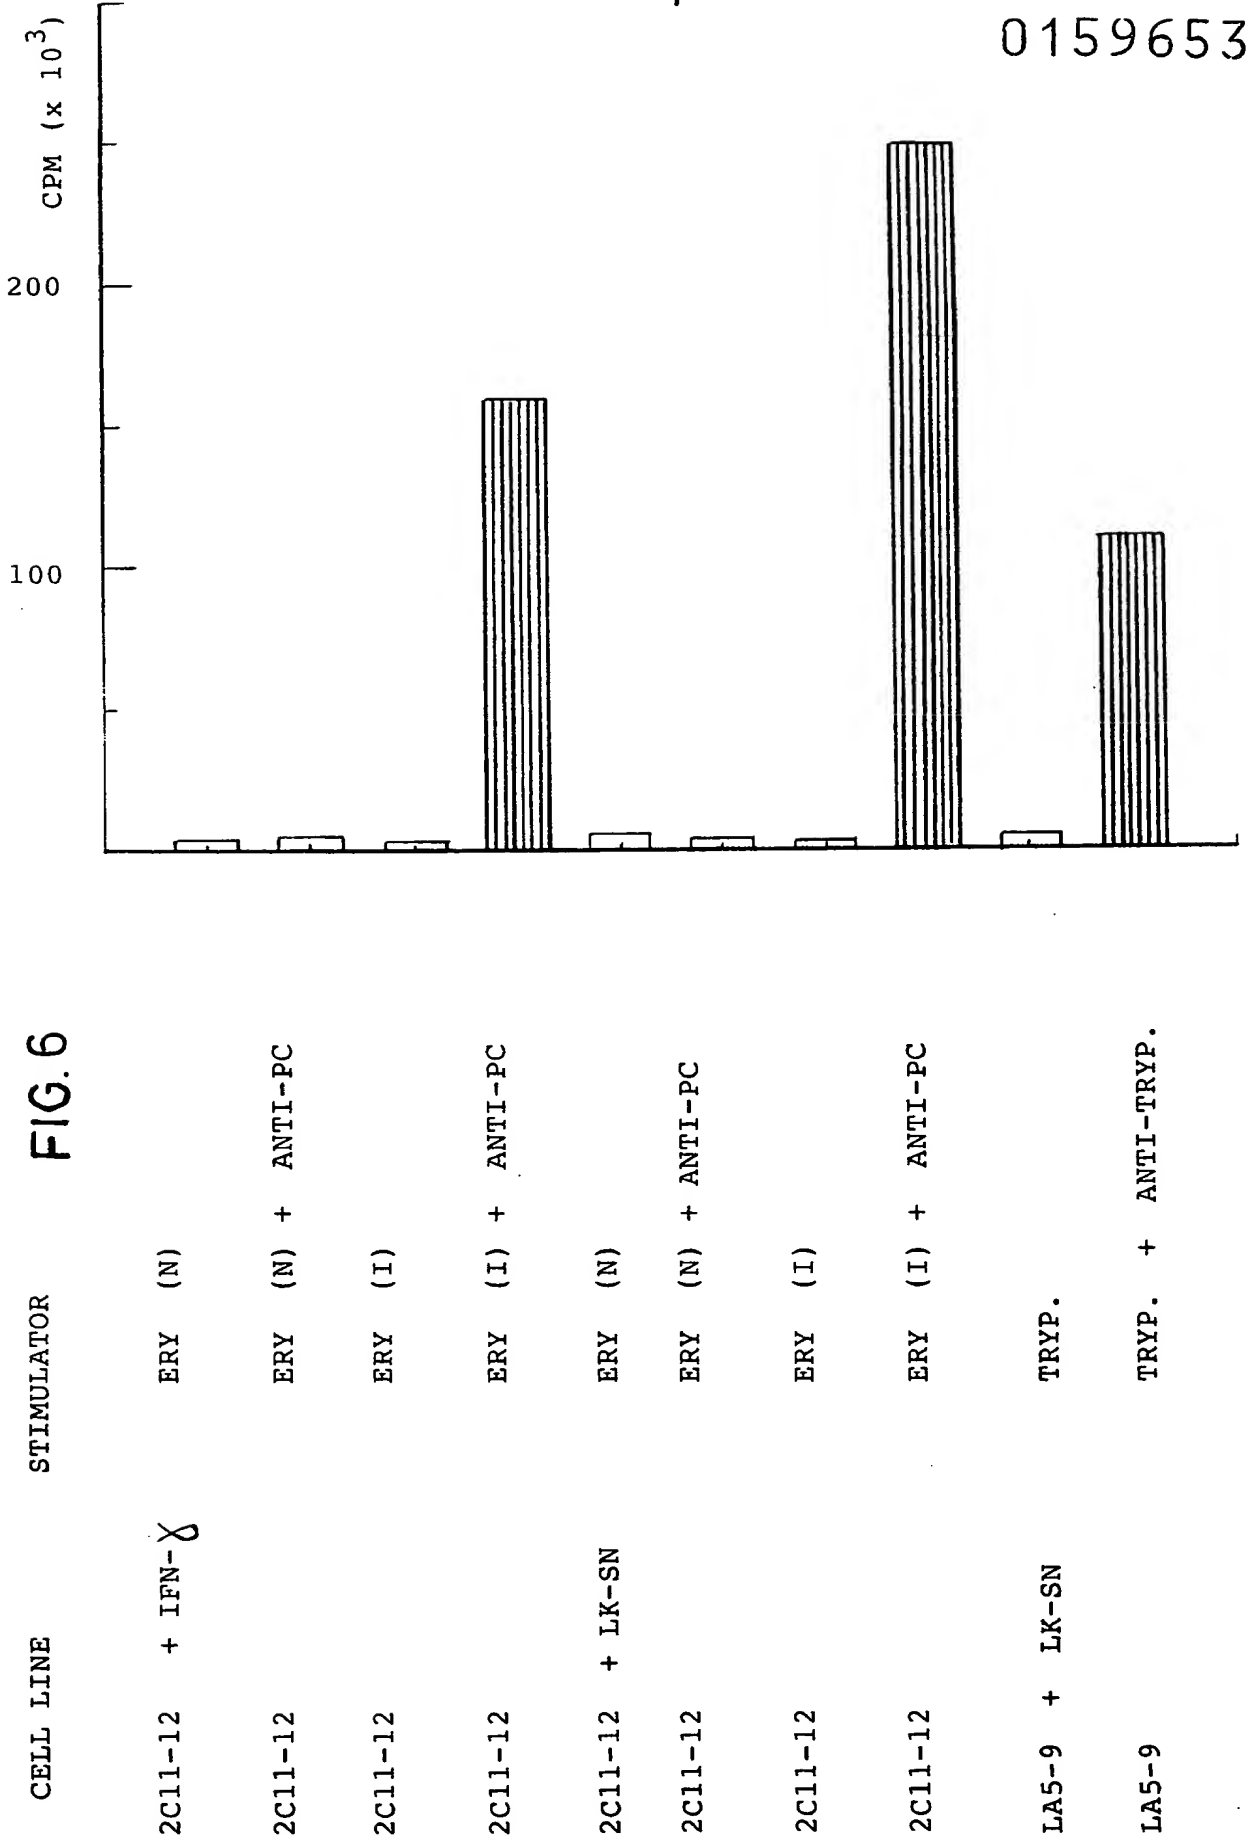 0159653
CPM (x 10³)
200
100
FIG. 6
CELL LINE STIMULATOR
2C11-12 + IFN-γ ERY (N)
2C11-12 ERY (N) + ANTI-PC
2C11-12 ERY (I)
2C11-12 ERY (I) + ANTI-PC
2C11-12 + LK-SN ERY (N)
2C11-12 ERY (N) + ANTI-PC
2C11-12 ERY (I)
2C11-12 ERY (I) + ANTI-PC
LA5-9 + LK-SN TRYP.
LA5-9 TRYP. + ANTI-TRYP.